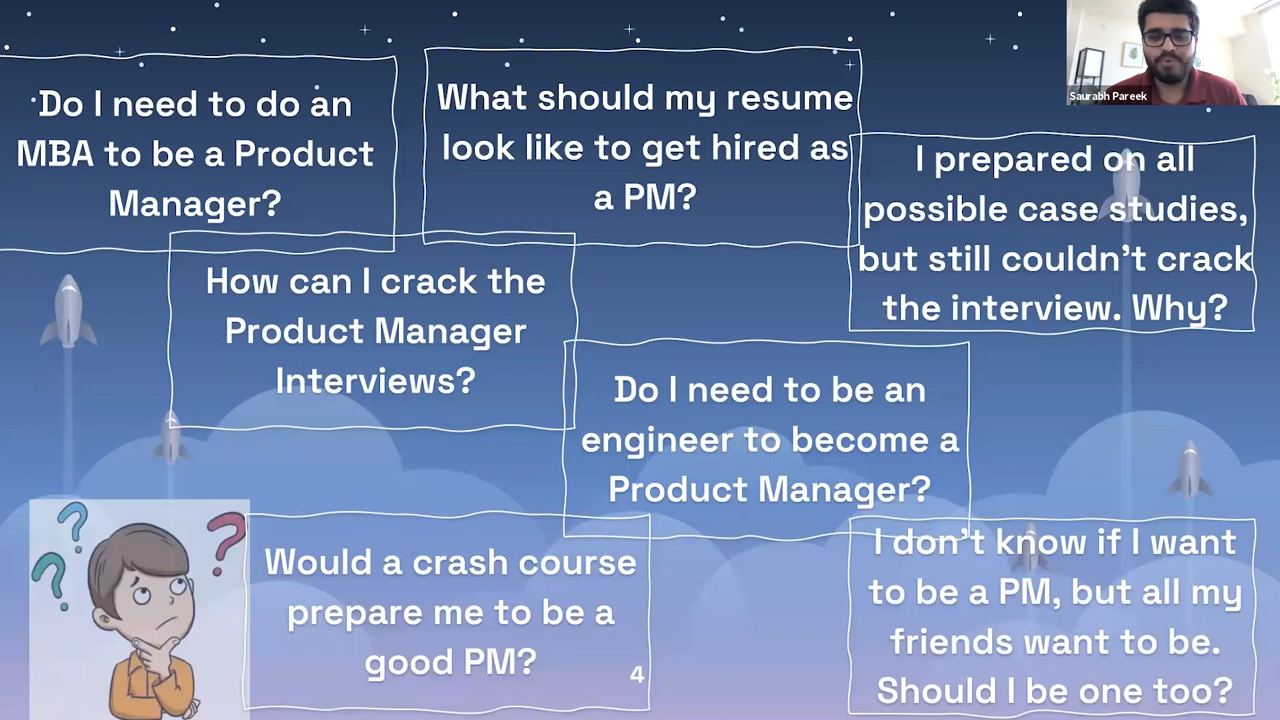 Do I need to do an
MBA to be a Product
Manager?
What should my resume
look like to get hired as
a PM?
Saurabh Pareek
I prepared on all
possible case studies,
but still couldn't crack
the interview. Why?
How can I crack the
Product Manager
Interviews?
Do I need to be an
engineer to become a
Product Manager?
Would a crash course
prepare me to be a
good PM?
4
I don't know if I want
to be a PM, but all my
friends want to be.
Should I be one too?